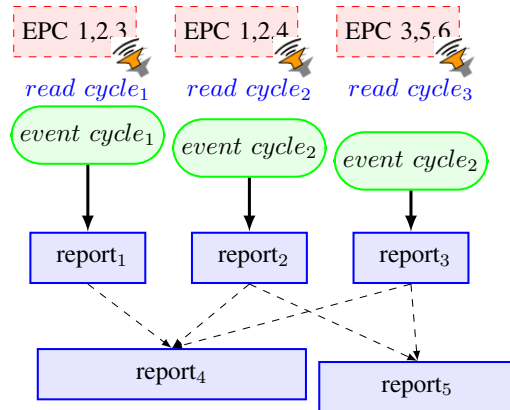 EPC 1,2,3 EPC 1,2,4 EPC 3,5,6
read cycle₁ read cycle₂ read cycle₃
event cycle₁ event cycle₂ event cycle₂
report₁ report₂ report₃
report₄ report₅